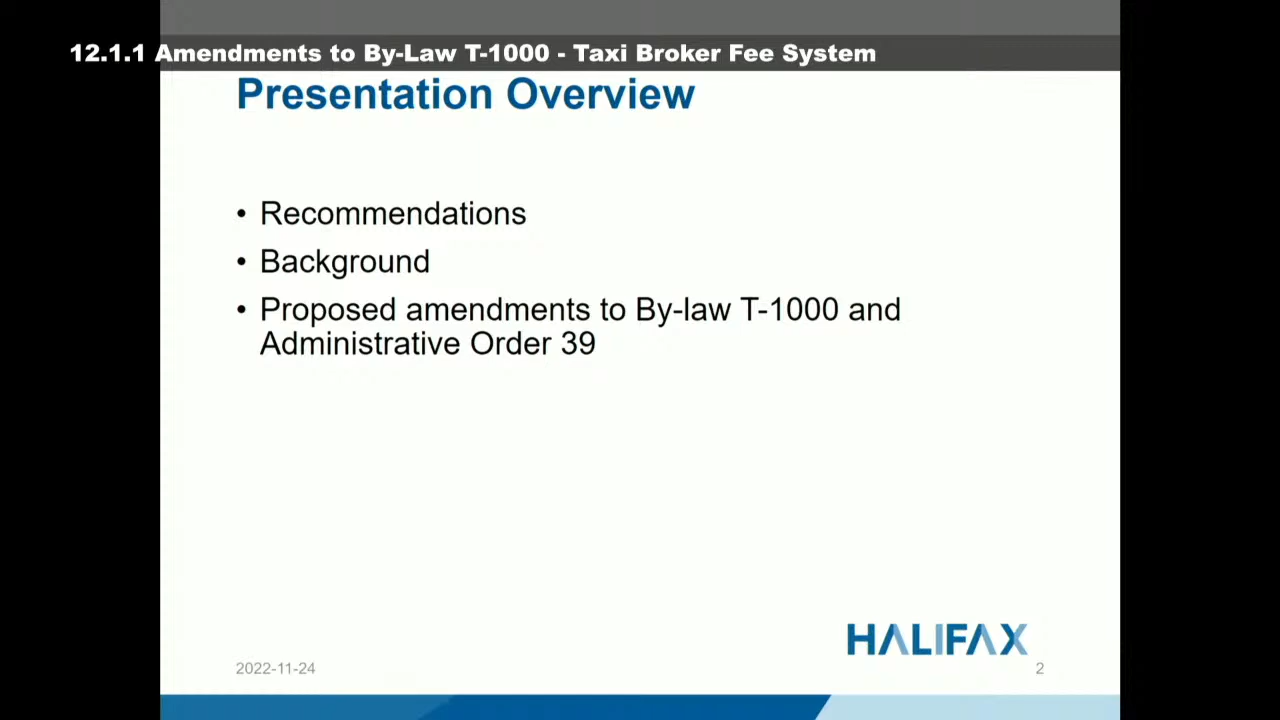 12.1.1 Amendments to By-Law T-1000 - Taxi Broker Fee System
Presentation Overview
• Recommendations
• Background
• Proposed amendments to By-law T-1000 and
Administrative Order 39
HALIFAX
2022-11-24
2